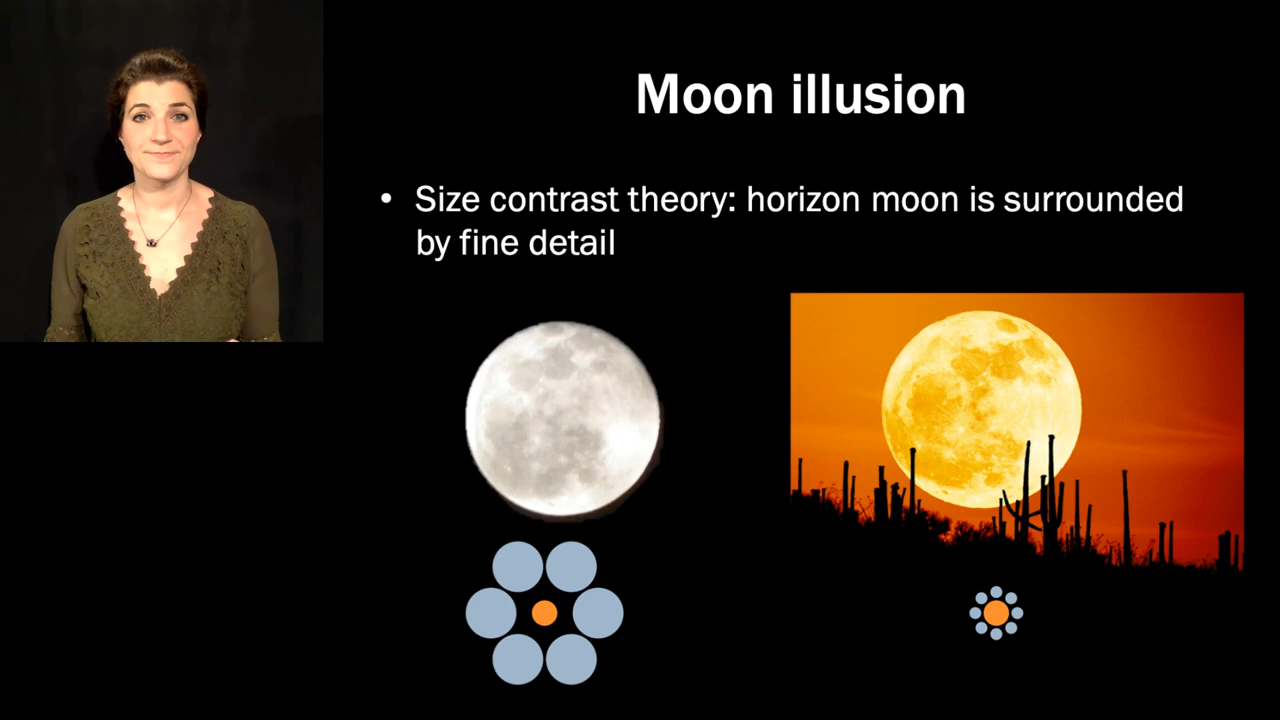 Moon illusion
• Size contrast theory: horizon moon is surrounded
by fine detail